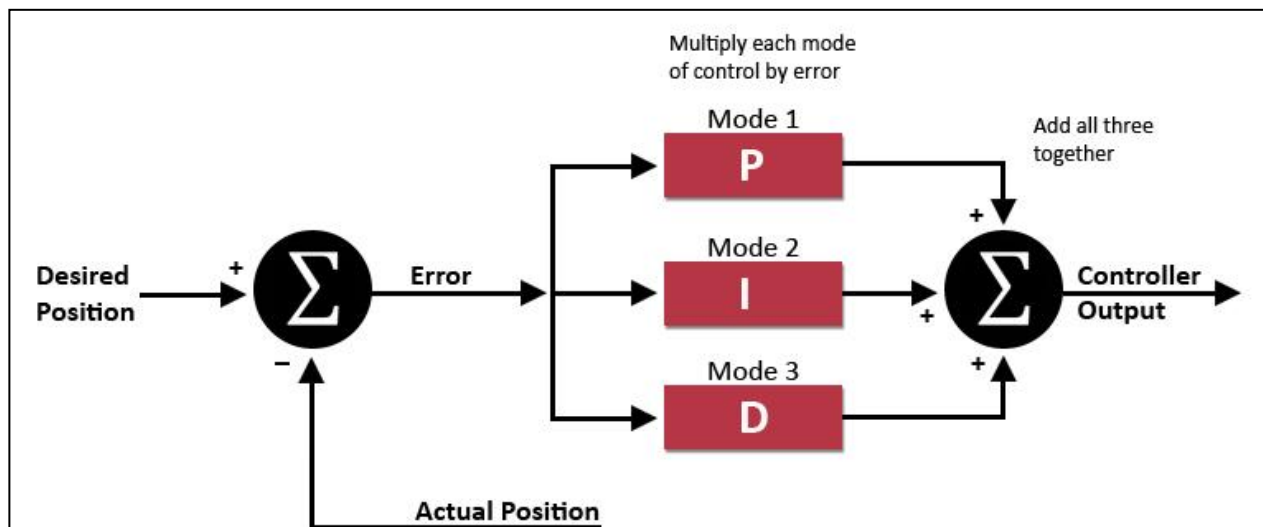 Multiply each mode
of control by error
Mode 1
P
Add all three
together
+
Mode 2
Desired
Position
+
Σ
Error
I
+
Σ
Controller
Output
–
Mode 3
+
D
Actual Position